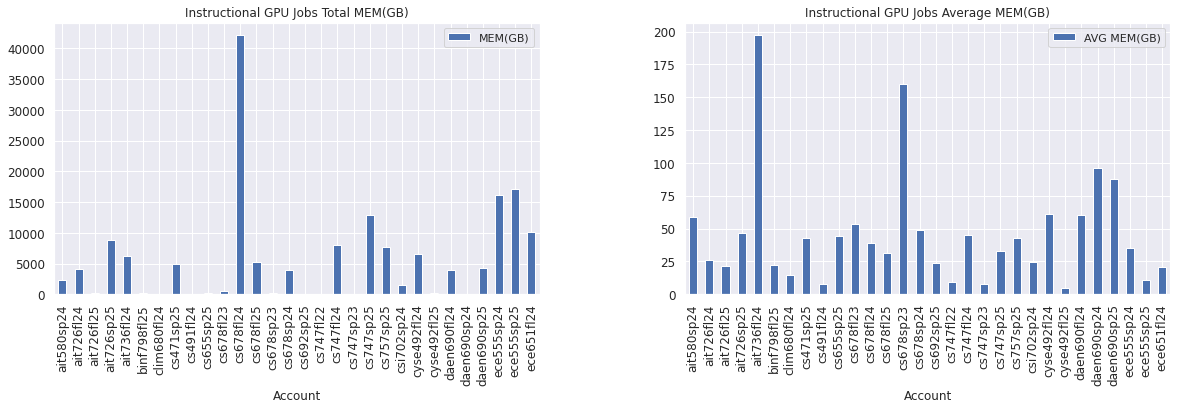 Instructional GPU Jobs Total MEM(GB)
MEM(GB)
40000
35000
30000
25000
20000
15000
10000
5000
0
ait580sp24
ait726fl24
ait726fl25
ait726sp25
ait736fl24
binf798fl25
clim680fl24
cs471sp25
cs491fl24
cs655sp25
cs678fl23
cs678fl24
cs678fl25
cs678sp23
cs678sp24
cs692sp25
cs747fl22
cs747fl24
cs747sp23
cs747sp25
cs757sp25
csi702sp24
cyse492fl24
cyse492fl25
daen690fl24
daen690sp24
daen690sp25
ece555sp24
ece555sp25
ece651fl24
Account
Instructional GPU Jobs Average MEM(GB)
AVG MEM(GB)
200
175
150
125
100
75
50
25
0
ait580sp24
ait726fl24
ait726fl25
ait726sp25
ait736fl24
binf798fl25
clim680fl24
cs471sp25
cs491fl24
cs655sp25
cs678fl23
cs678fl24
cs678fl25
cs678sp23
cs678sp24
cs692sp25
cs747fl22
cs747fl24
cs747sp23
cs747sp25
cs757sp25
csi702sp24
cyse492fl24
cyse492fl25
daen690fl24
daen690sp24
daen690sp25
ece555sp24
ece555sp25
ece651fl24
Account